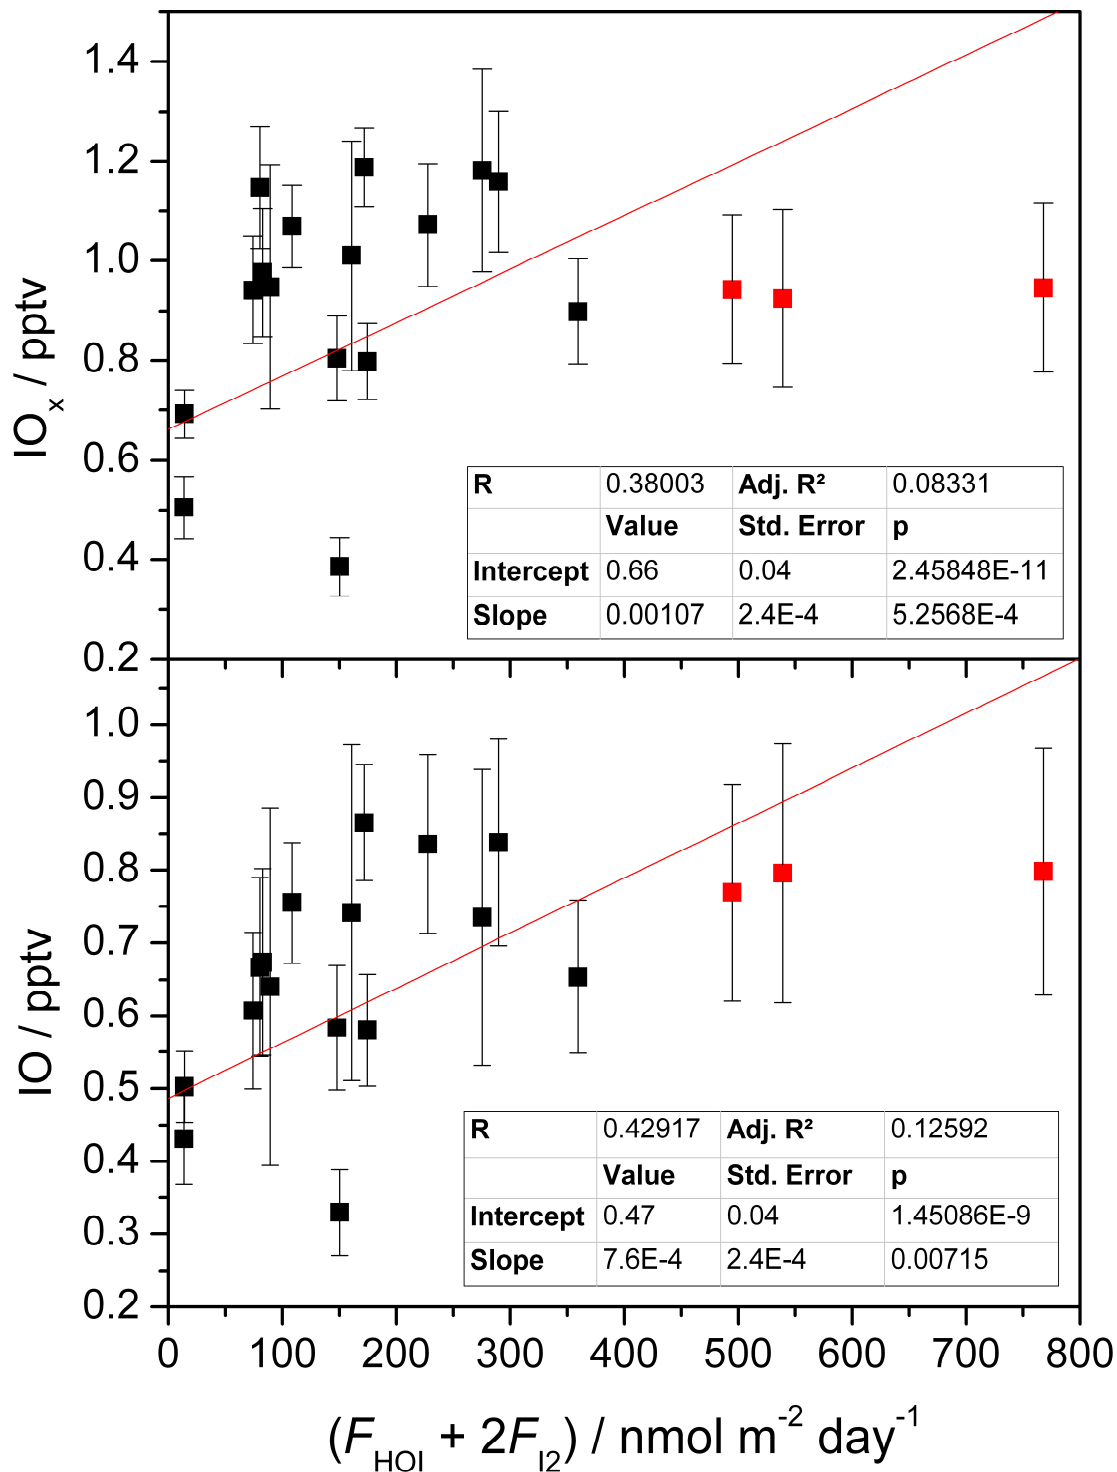 1.4
1.2
1.0
0.8
0.6
0.4
0.2
IOx / pptv
R 0.38003 Adj. R² 0.08331
Value Std. Error p
Intercept 0.66 0.04 2.45848E-11
Slope 0.00107 2.4E-4 5.2568E-4
1.0
0.9
0.8
0.7
0.6
0.5
0.4
0.3
0.2
IO / pptv
R 0.42917 Adj. R² 0.12592
Value Std. Error p
Intercept 0.47 0.04 1.45086E-9
Slope 7.6E-4 2.4E-4 0.00715
0 100 200 300 400 500 600 700 800
(FHOI + 2FI2) / nmol m-2 day-1